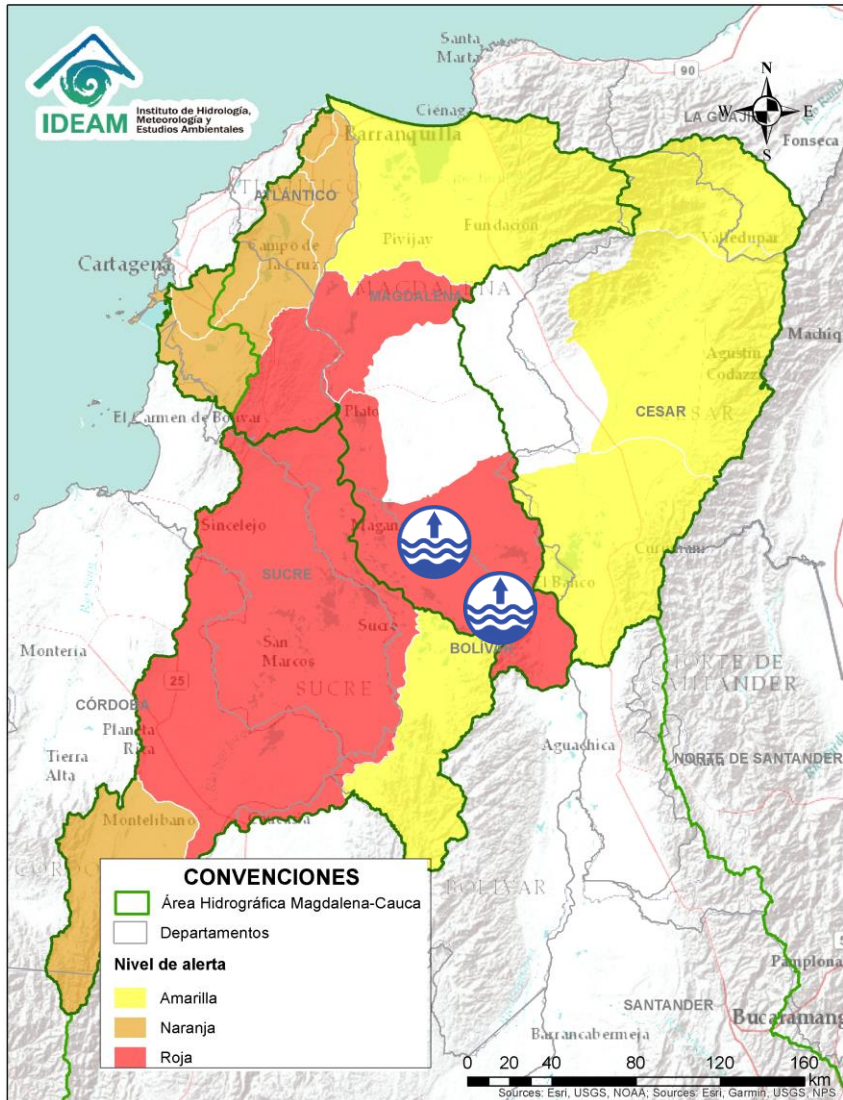 IDEAM
Instituto de Hidrología,
Meteorología y
Estudios Ambientales
Santa
Marta
90
N
W
E
S
Ciénaga
LA GUAJIRA
Fonseca
Barranquilla
ATLÁNTICO
Fundación
Valledupar
Pivijay
Campo de
la Cruz
Cartagena
MAGDALENA
Agustín
Codazzi
El Carmen de Bolívar
Plato
CESAR
CESAR
Sincelejo
SUCRE
El Banco
Sucre
BOLÍVAR
San
Marcos
SUCRE
Montería
25
CÓRDOBA
Planeta
Rica
NORTE DE
SANTANDER
Tierra
Alta
Aguachica
NORTE DE SANTANDER
Montelíbano
BOLÍVAR
CONVENCIONES
Área Hidrográfica Magdalena-Cauca
Departamentos
Nivel de alerta
Amarilla
Naranja
Roja
Pamplona
SANTANDER
Barrancabermeja
0 20 40 80 120 160
km
Sources: Esri, USGS, NOAA; Sources: Esri, Garmin, USGS, NPS